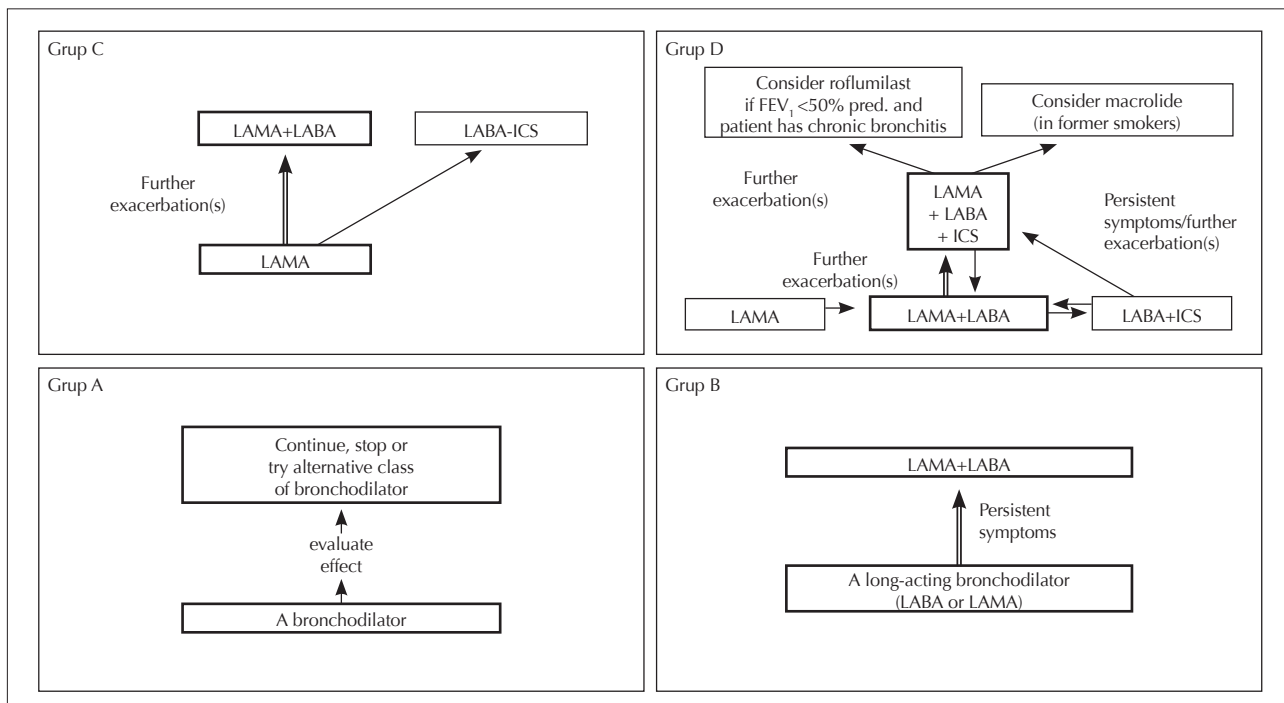 Grup C
LAMA+LABA
LABA-ICS
Further
exacerbation(s)
LAMA
Grup D
Consider roflumilast
if FEV₁ <50% pred. and
patient has chronic bronchitis
Consider macrolide
(in former smokers)
Further
exacerbation(s)
LAMA
+ LABA
+ ICS
Persistent
symptoms/further
exacerbation(s)
Further
exacerbation(s)
LAMA
LAMA+LABA
LABA+ICS
Grup A
Continue, stop or
try alternative class
of bronchodilator
evaluate
effect
A bronchodilator
Grup B
LAMA+LABA
Persistent
symptoms
A long-acting bronchodilator
(LABA or LAMA)